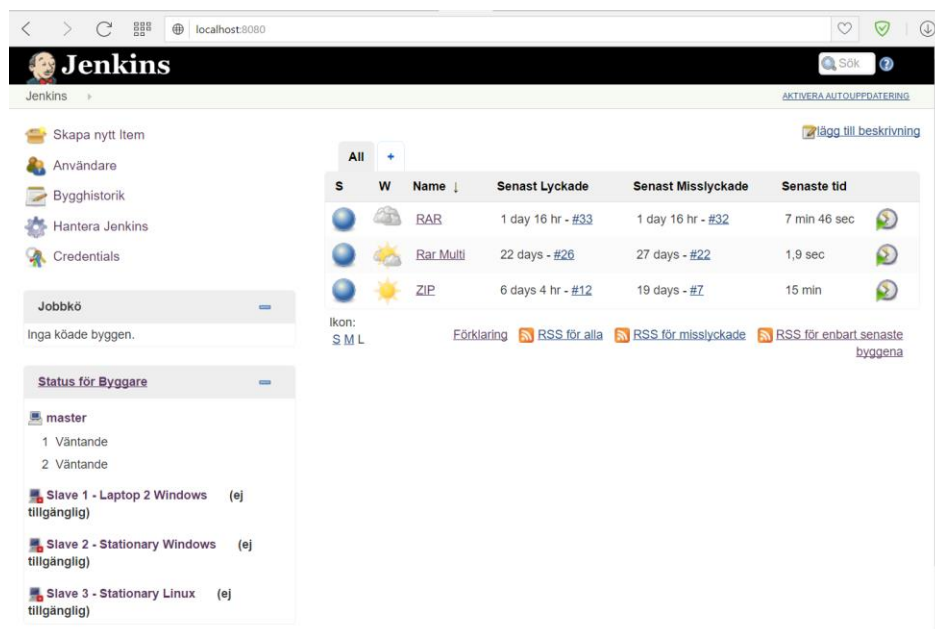 localhost:8080
Jenkins
Sök
Jenkins
AKTIVERA AUTOUPPDATERING
Skapa nytt Item
Användare
Bygghistorik
Hantera Jenkins
Credentials
Jobbkö
Inga köade byggen.
Status för Byggare
master
1 Väntande
2 Väntande
Slave 1 - Laptop 2 Windows (ej
tillgänglig)
Slave 2 - Stationary Windows (ej
tillgänglig)
Slave 3 - Stationary Linux (ej
tillgänglig)
lägg till beskrivning
All +
S W Name ↓ Senast Lyckade Senast Misslyckade Senaste tid
RAR 1 day 16 hr - #33 1 day 16 hr - #32 7 min 46 sec
Rar Multi 22 days - #26 27 days - #22 1,9 sec
ZIP 6 days 4 hr - #12 19 days - #7 15 min
Ikon:
S M L
Förklaring RSS för alla RSS för misslyckade RSS för enbart senaste
byggena